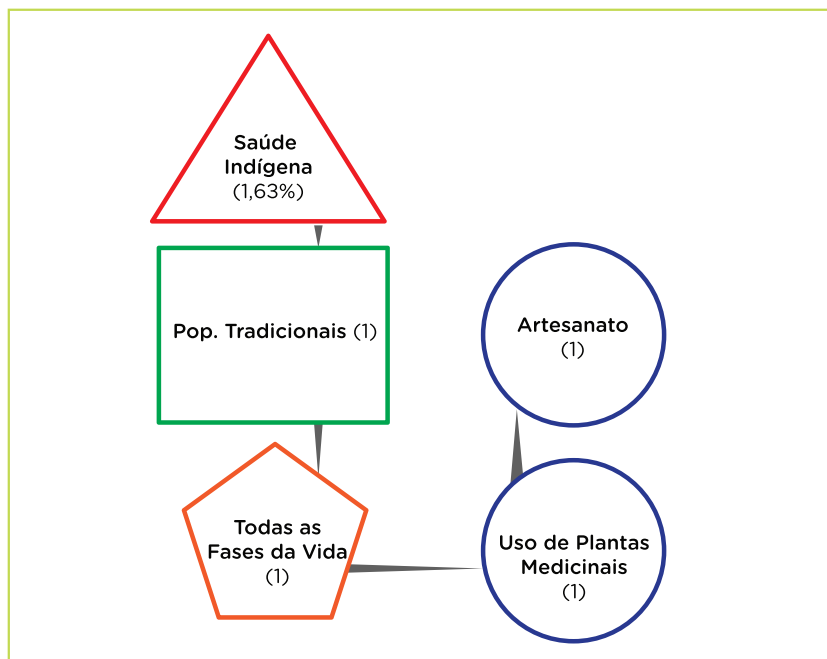 Saúde
Indígena
(1,63%)
Pop. Tradicionais (1)
Todas as
Fases da Vida
(1)
Uso de Plantas
Medicinais
(1)
Artesanato
(1)